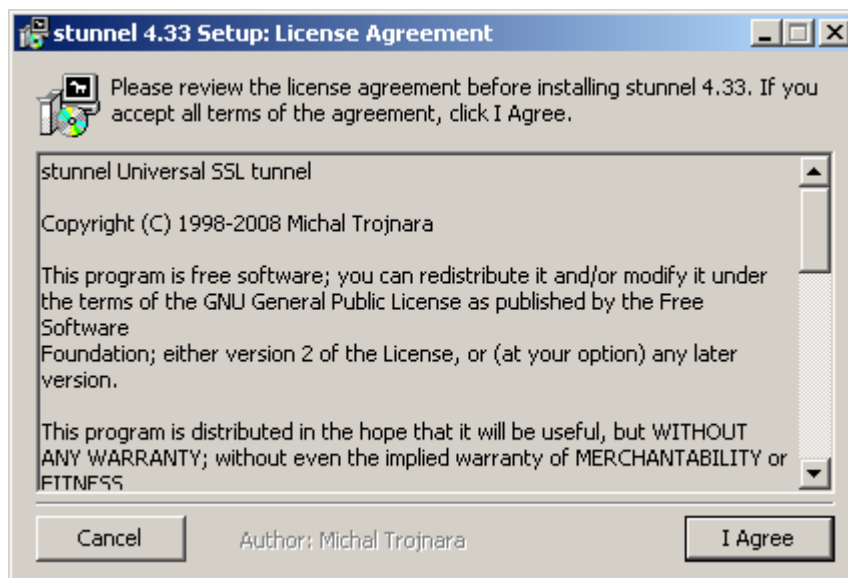 stunnel 4.33 Setup: License Agreement
Please review the license agreement before installing stunnel 4.33. If you
accept all terms of the agreement, click I Agree.
stunnel Universal SSL tunnel
Copyright (C) 1998-2008 Michal Trojnara
This program is free software; you can redistribute it and/or modify it under
the terms of the GNU General Public License as published by the Free
Software
Foundation; either version 2 of the License, or (at your option) any later
version.
This program is distributed in the hope that it will be useful, but WITHOUT
ANY WARRANTY; without even the implied warranty of MERCHANTABILITY or
FITNESS
Cancel
Author: Michal Trojnara
I Agree